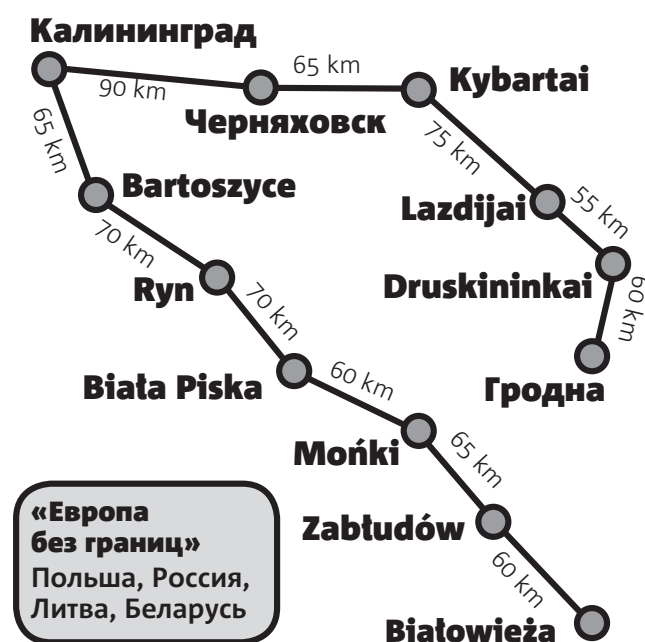 Калининград
65 km
90 km
Kybartai
Черняховск
65 km
75 km
Bartoszyce
Lazdijai
55 km
70 km
Ryn
Druskininkai
70 km
60 km
Biała Piska
60 km
Гродна
Mońki
65 km
«Европа
без границ»
Польша, Россия,
Литва, Беларусь
Zabłudów
60 km
Białowieża